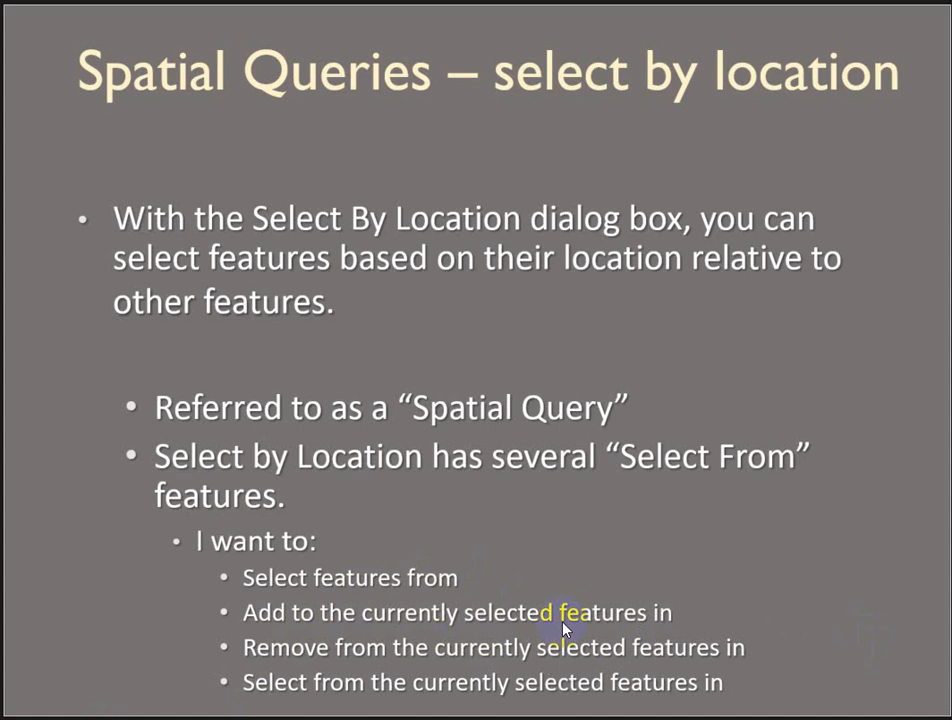 Spatial Queries – select by location
• With the Select By Location dialog box, you can
select features based on their location relative to
other features.
• Referred to as a “Spatial Query”
• Select by Location has several “Select From”
features.
• I want to:
• Select features from
• Add to the currently selected features in
• Remove from the currently selected features in
• Select from the currently selected features in